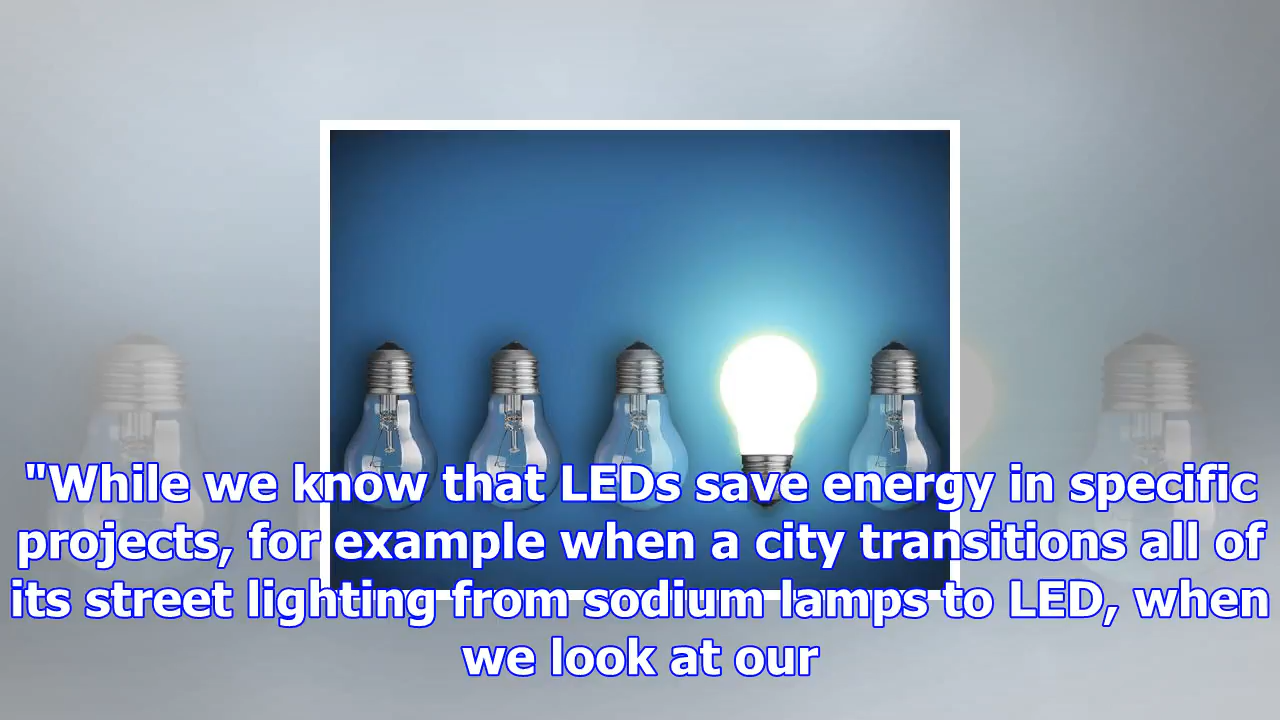 "While we know that LEDs save energy in specific
projects, for example when a city transitions all of
its street lighting from sodium lamps to LED, when
we look at our